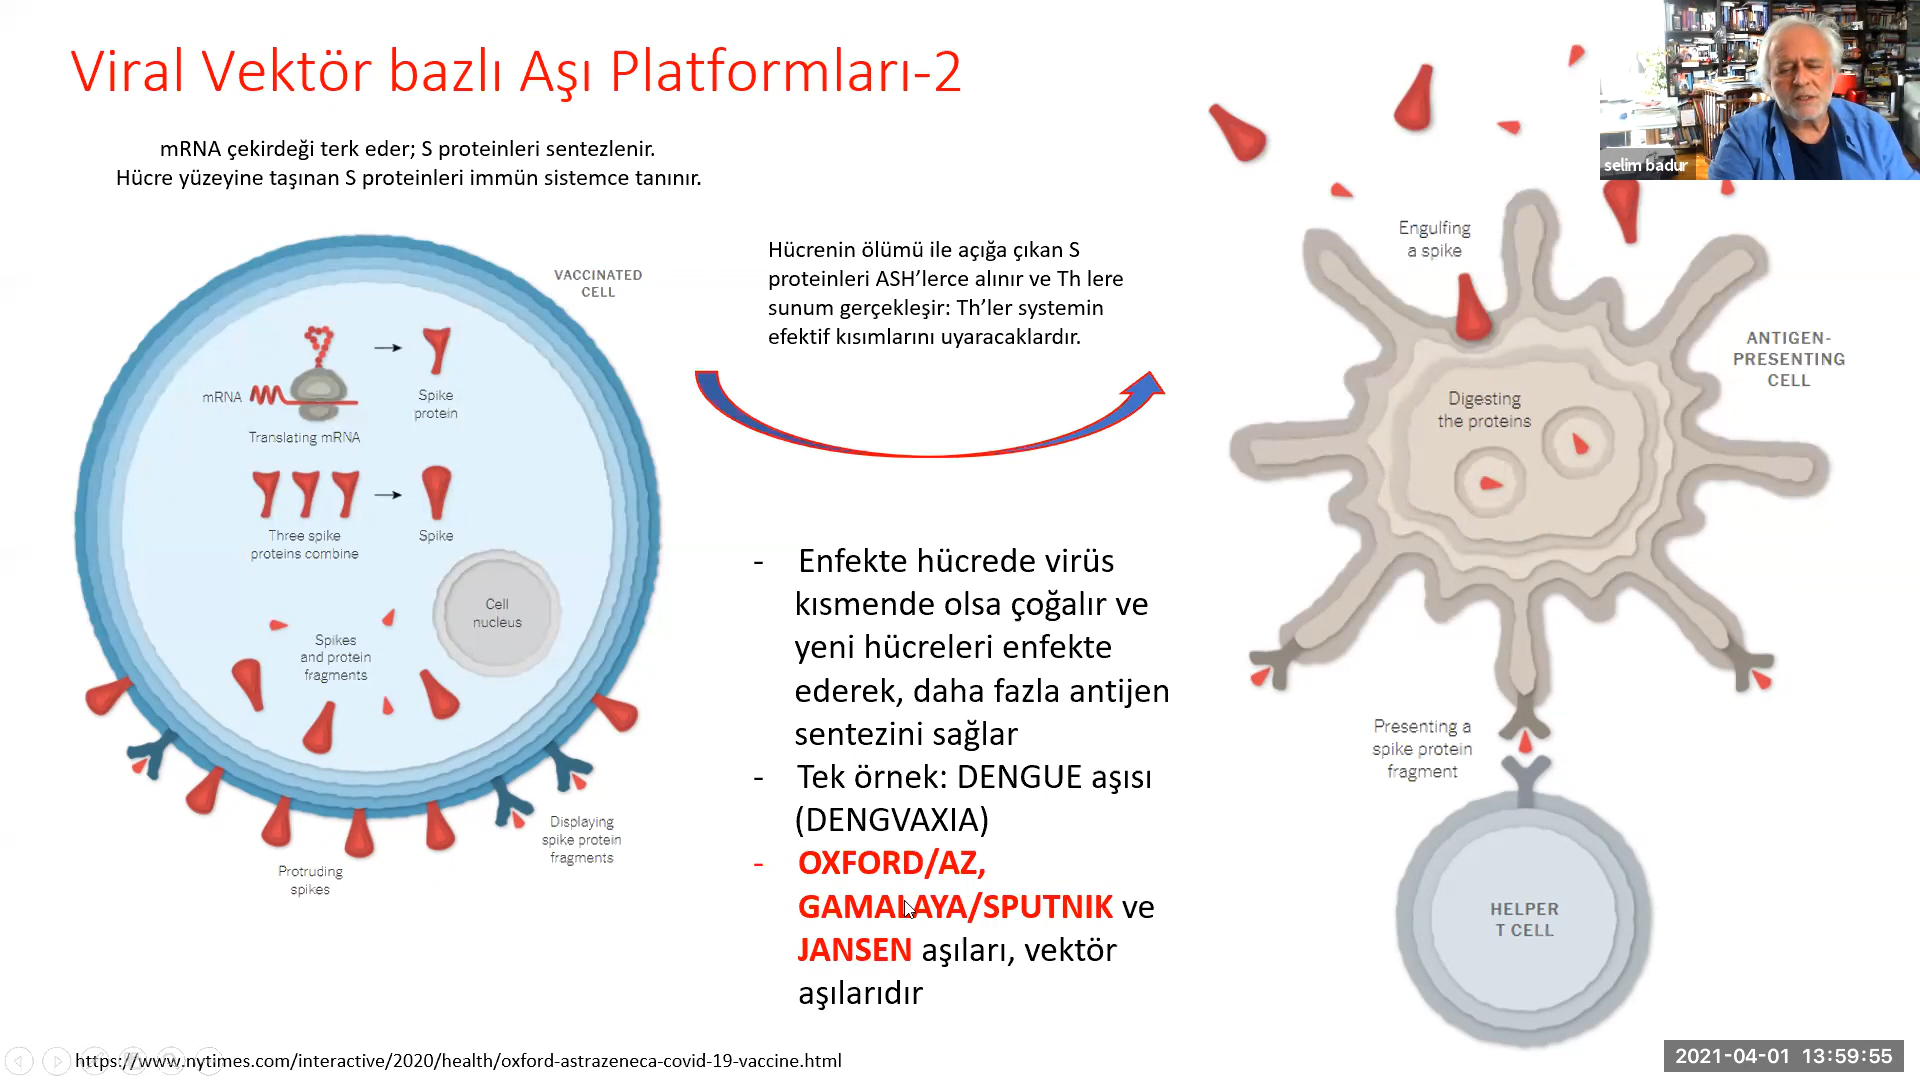 Viral Vektör bazlı Aşı Platformları-2
mRNA çekirdeği terk eder; S proteinleri sentezlenir.
Hücre yüzeyine taşınan S proteinleri immün sistemce tanınır.
selim badur
VACCINATED
CELL
mRNA
Translating mRNA
Spike
protein
Three spike
proteins combine
Spike
Cell
nucleus
Spikes
and protein
fragments
Protruding
spikes
Displaying
spike protein
fragments
Hücrenin ölümü ile açığa çıkan S
proteinleri ASH’lerce alınır ve Th lere
sunum gerçekleşir: Th’ler systemin
efektif kısımlarını uyaracaklardır.
- Enfekte hücrede virüs
kısmende olsa çoğalır ve
yeni hücreleri enfekte
ederek, daha fazla antijen
sentezini sağlar
- Tek örnek: DENGUE aşısı
(DENGVAXIA)
- OXFORD/AZ,
GAMALAYA/SPUTNIK ve
JANSEN aşıları, vektör
aşılarıdır
Engulfing
a spike
ANTIGEN-
PRESENTING
CELL
Digesting
the proteins
Presenting a
spike protein
fragment
HELPER
T CELL
https://www.nytimes.com/interactive/2020/health/oxford-astrazeneca-covid-19-vaccine.html
2021-04-01 13:59:55